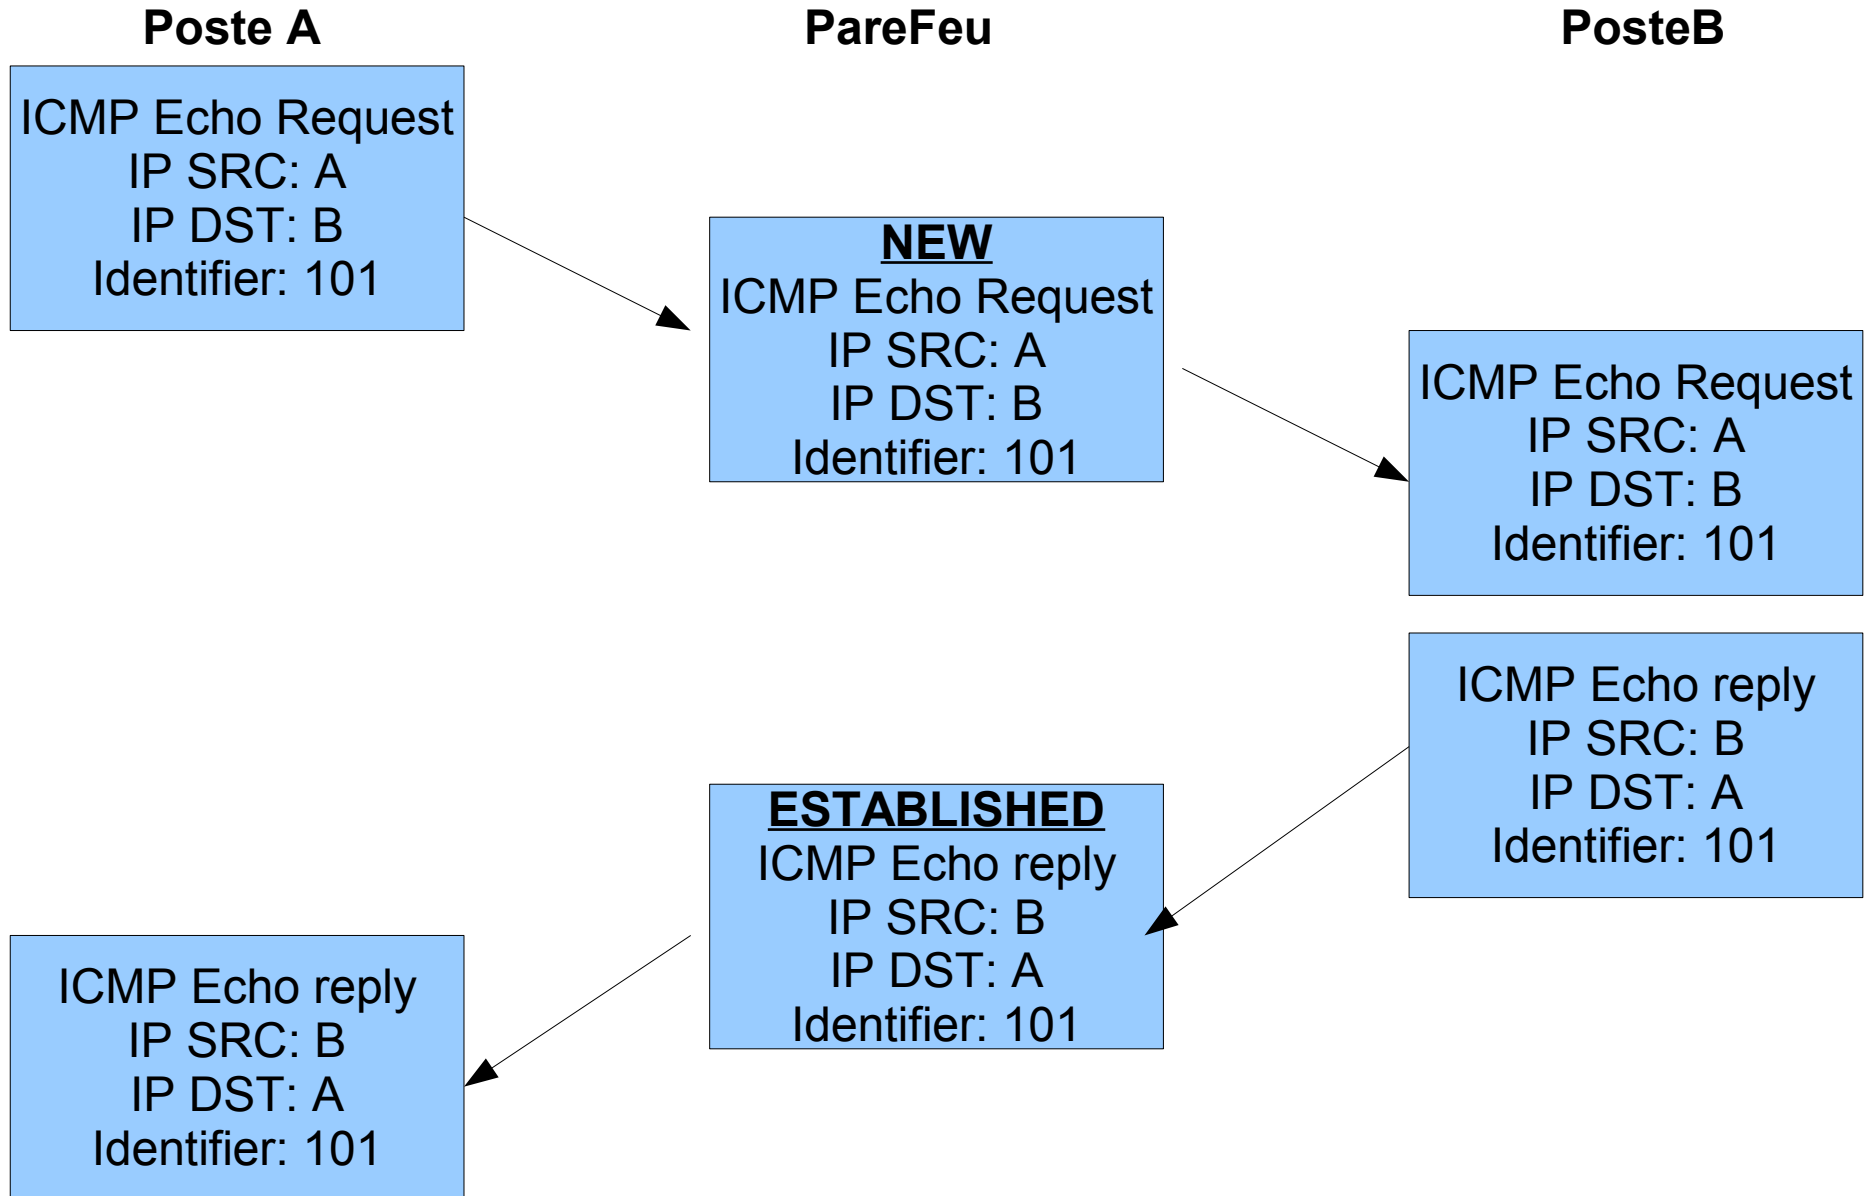 Poste A
PareFeu
PosteB
ICMP Echo Request
IP SRC: A
IP DST: B
Identifier: 101
NEW
ICMP Echo Request
IP SRC: A
IP DST: B
Identifier: 101
ICMP Echo Request
IP SRC: A
IP DST: B
Identifier: 101
ICMP Echo reply
IP SRC: B
IP DST: A
Identifier: 101
ESTABLISHED
ICMP Echo reply
IP SRC: B
IP DST: A
Identifier: 101
ICMP Echo reply
IP SRC: B
IP DST: A
Identifier: 101